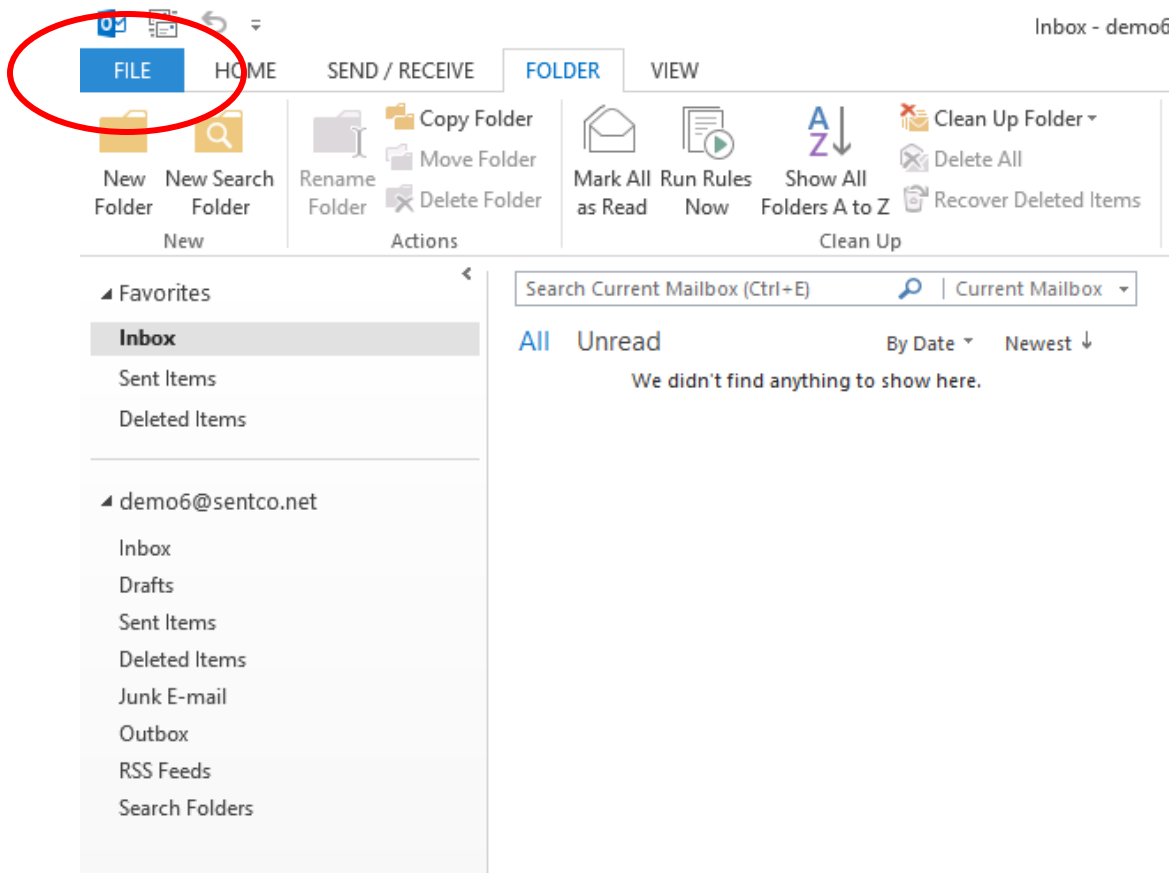 Inbox - demo6
FILE HOME SEND / RECEIVE FOLDER VIEW
New Folder
New Search Folder
Rename Folder
Copy Folder
Move Folder
Delete Folder
Mark All as Read
Run Rules Now
Show All Folders A to Z
Clean Up Folder
Delete All
Recover Deleted Items
New
Actions
Clean Up
Favorites
Inbox
Sent Items
Deleted Items
demo6@sentco.net
Inbox
Drafts
Sent Items
Deleted Items
Junk E-mail
Outbox
RSS Feeds
Search Folders
Search Current Mailbox (Ctrl+E) Current Mailbox
All Unread By Date Newest
We didn't find anything to show here.